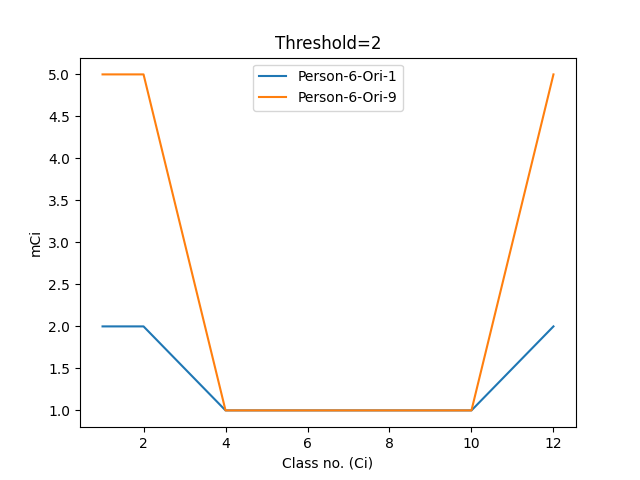 Threshold=2
Person-6-Ori-1
Person-6-Ori-9
5.0
4.5
4.0
3.5
3.0
2.5
2.0
1.5
1.0
mCi
2 4 6 8 10 12
Class no. (Ci)